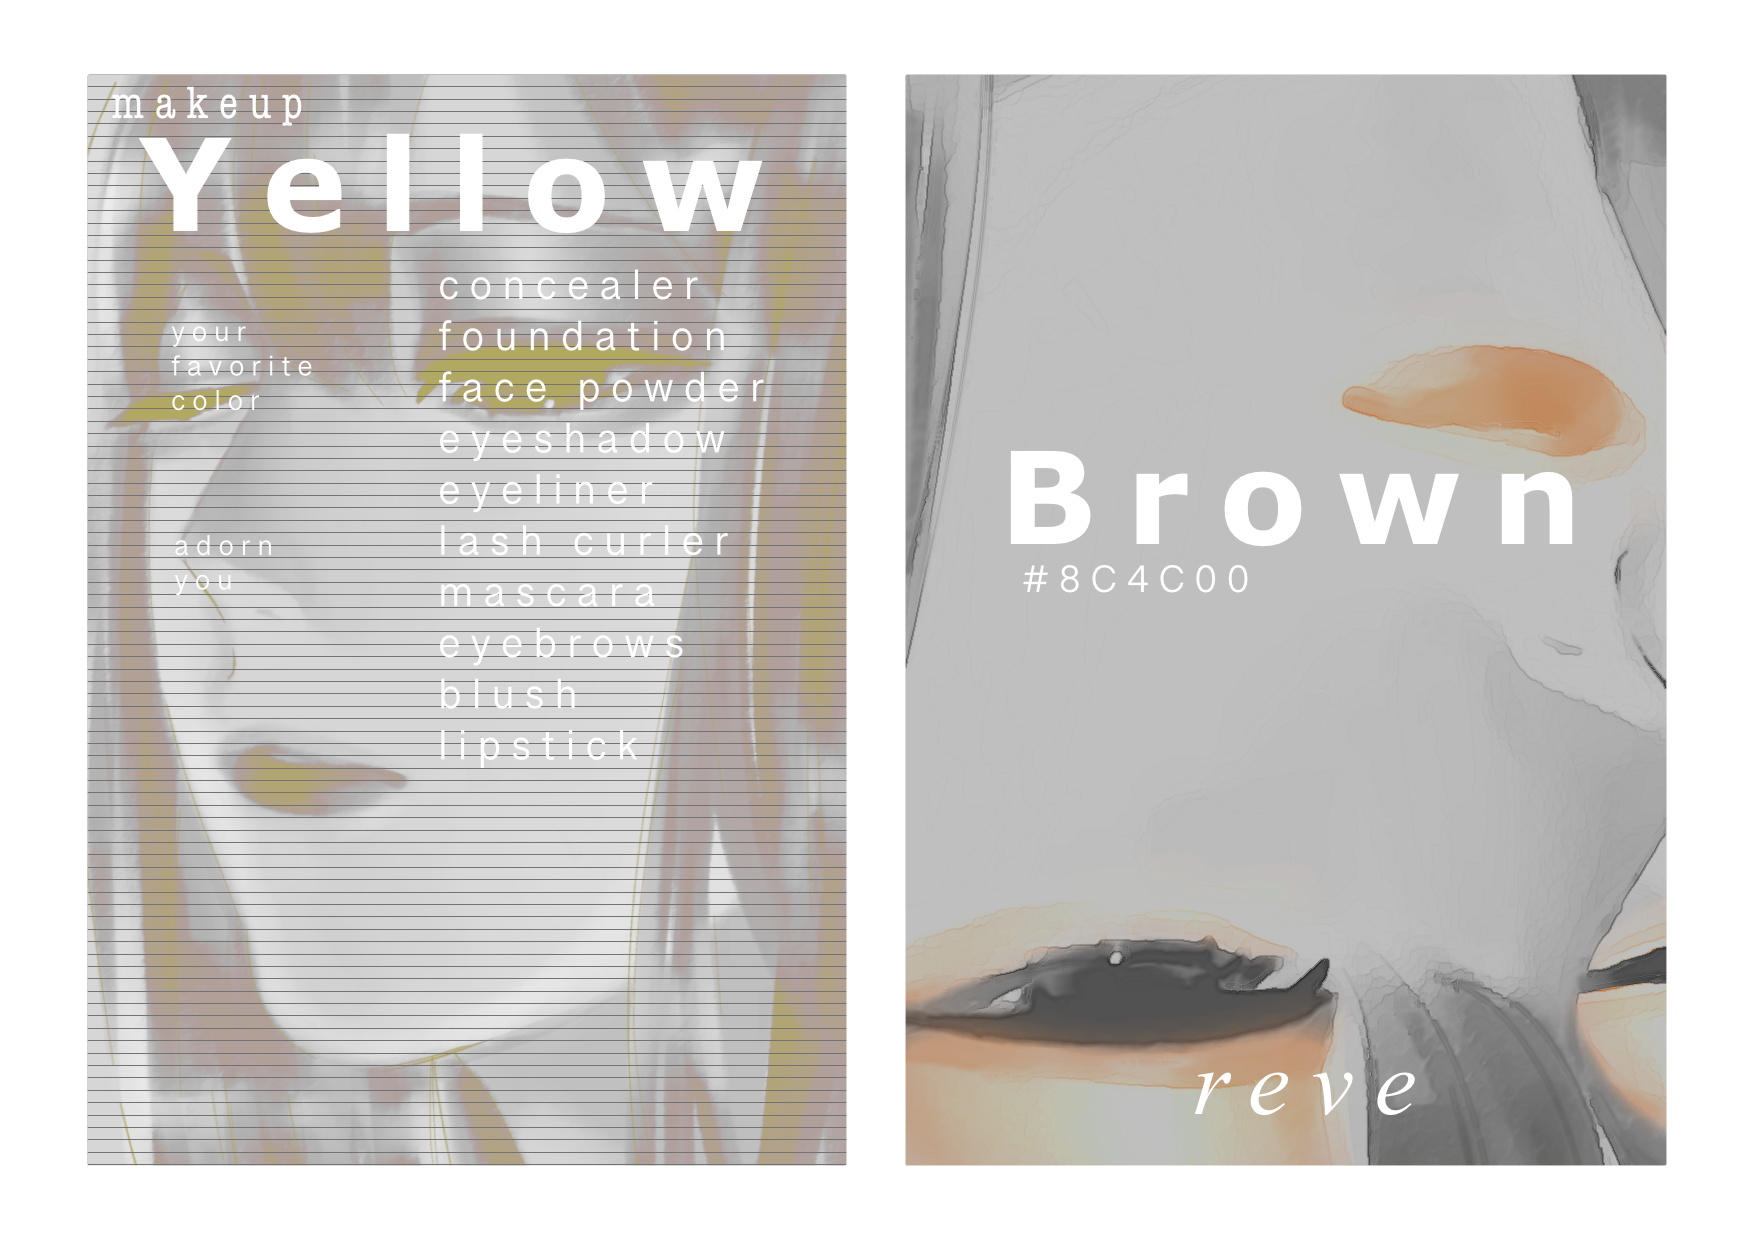 makeup
Yellow
your
favorite
color
adorn
you
concealer
foundation
face powder
eyeshadow
eyeliner
lash curler
mascara
eyebrows
blush
lipstick
Brown
#8C4C00
reve